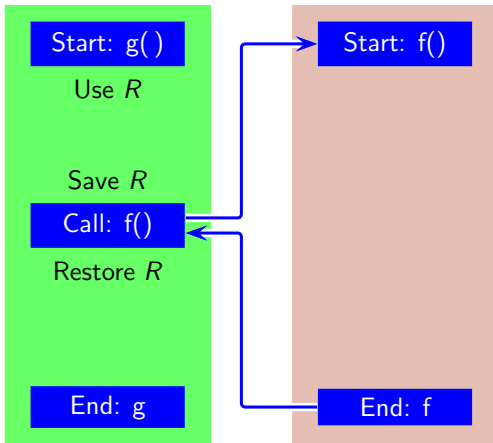 Start: g( )
Use R
Save R
Call: f()
Restore R
End: g
Start: f()
End: f